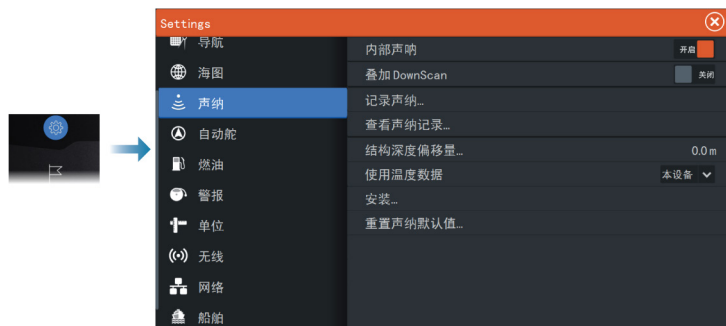 Settings
导航
海图
声纳
自动舵
燃油
警报
单位
无线
网络
船舶
内部声呐 开启
叠加 DownScan 关闭
记录声纳…
查看声纳记录…
结构深度偏移量… 0.0 m
使用温度数据 本设备
安装…
重置声纳默认值…